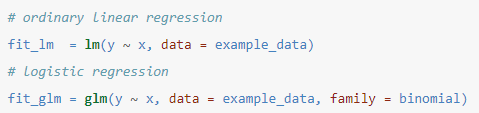 # ordinary linear regression
fit_lm  = lm(y ~ x, data = example_data)
# logistic regression
fit_glm = glm(y ~ x, data = example_data, family = binomial)